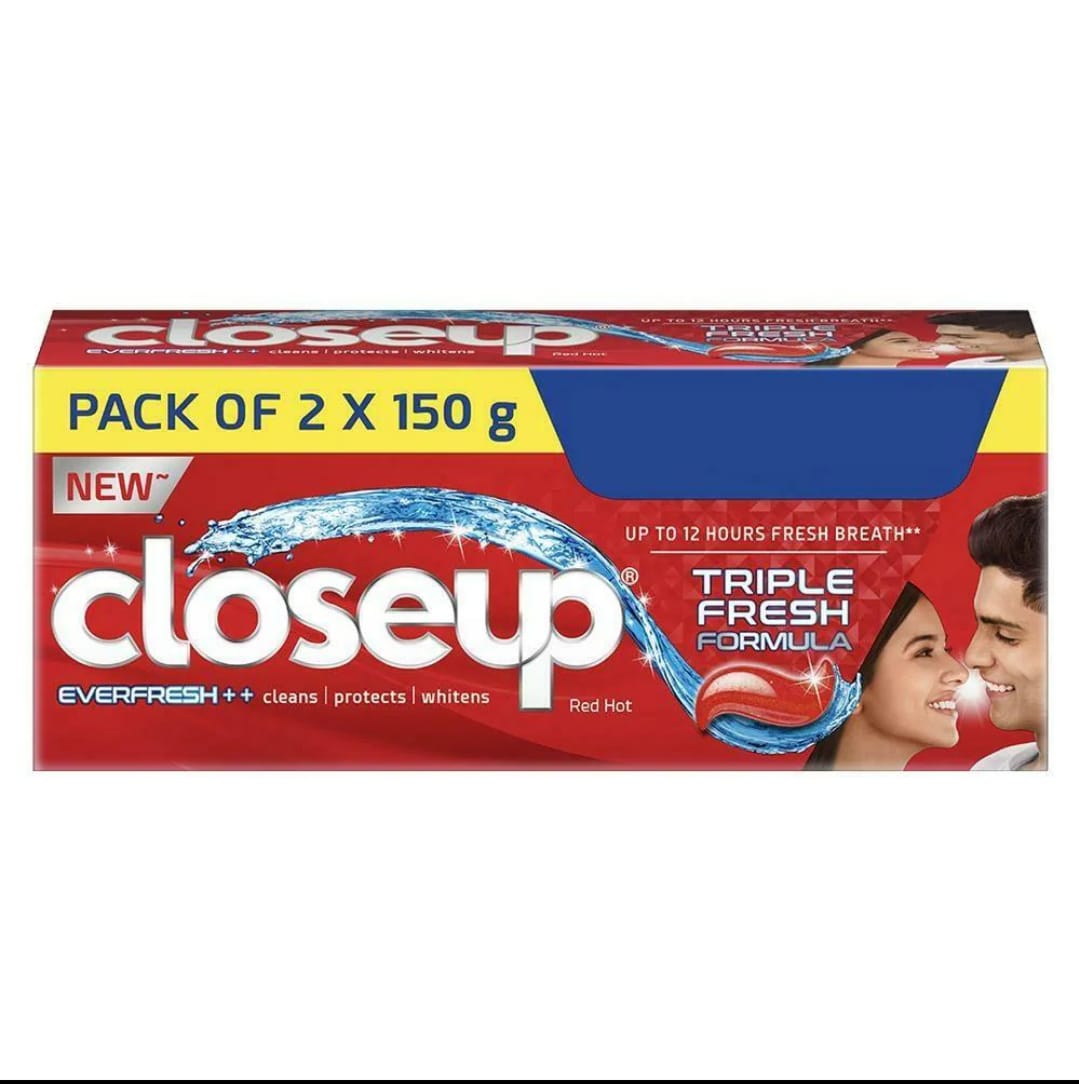 closeup®
EVERFRESH++ cleans | protects | whitens
Red Hot
UP TO 12 HOURS FRESH BREATH**
TRIPLE
FRESH
FORMULA
PACK OF 2 X 150 g
NEW~
UP TO 12 HOURS FRESH BREATH**
closeup®
TRIPLE
FRESH
FORMULA
EVERFRESH++ cleans | protects | whitens
Red Hot